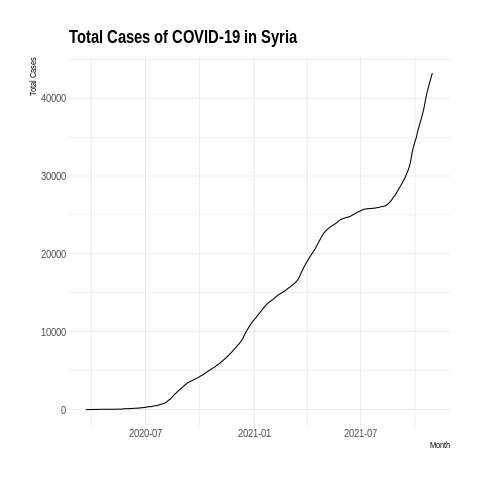 Total Cases of COVID-19 in Syria
Total Cases
40000
30000
20000
10000
0
2020-07 2021-01 2021-07
Month